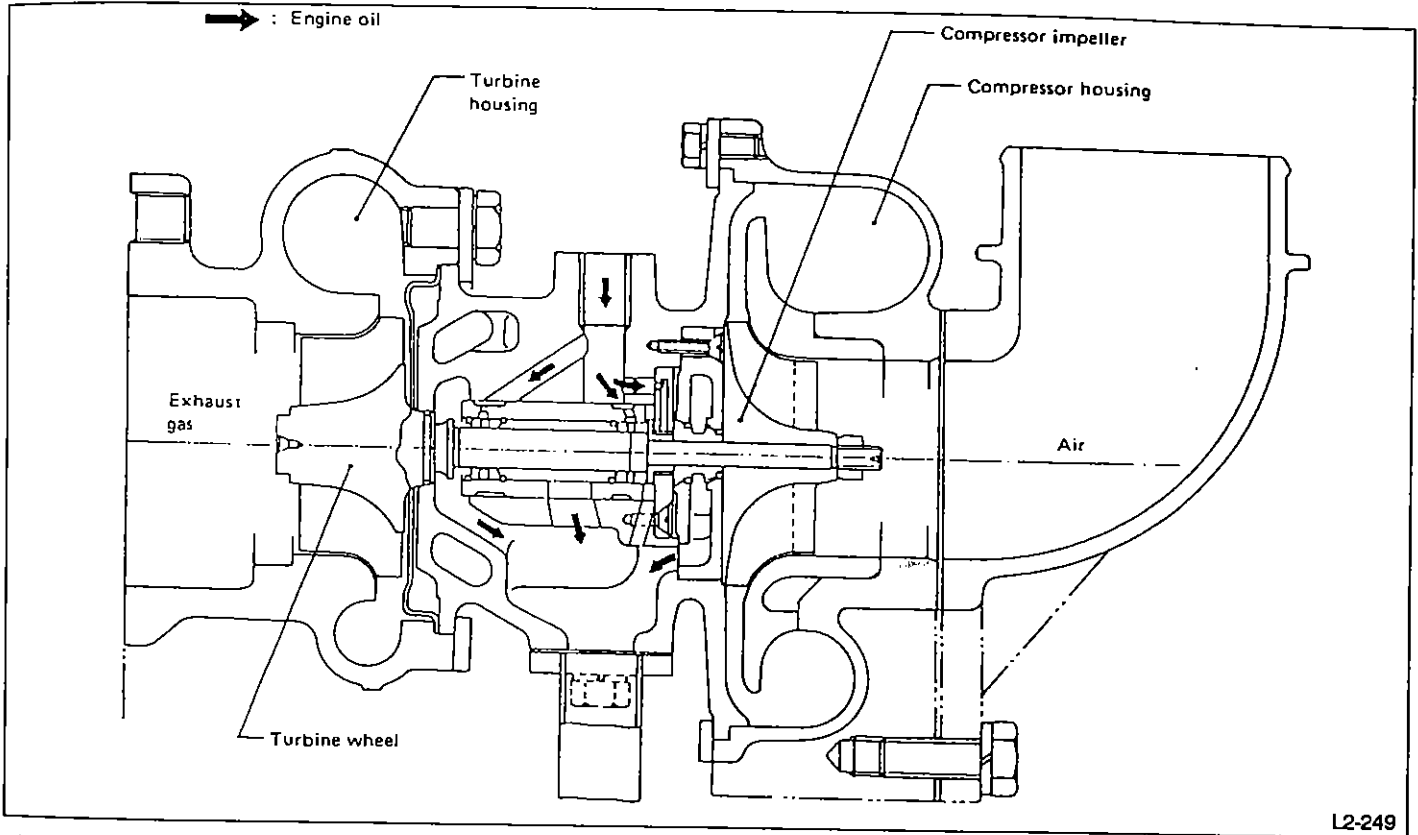 : Engine oil
Compressor impeller
Turbine
housing
Compressor housing
Exhaust
gas
Air
Turbine wheel
L2-249